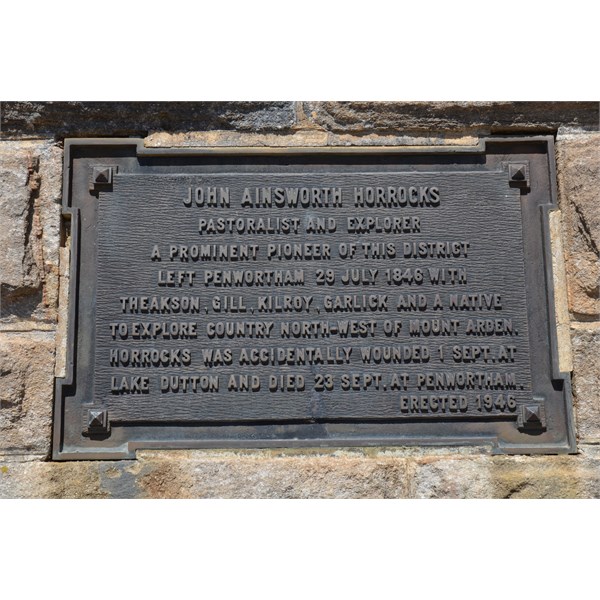 JOHN AINSWORTH HORROCKS
PASTORALIST AND EXPLORER
A PROMINENT PIONEER OF THIS DISTRICT
LEFT PENWORTHAM 29 JULY 1846 WITH
THEAKSON, GILL, KILROY, GARLICK AND A NATIVE
TO EXPLORE COUNTRY NORTH-WEST OF MOUNT ARDEN.
HORROCKS WAS ACCIDENTALLY WOUNDED 1 SEPT. AT
LAKE DUTTON AND DIED 23 SEPT. AT PENWORTHAM.
ERECTED 1946